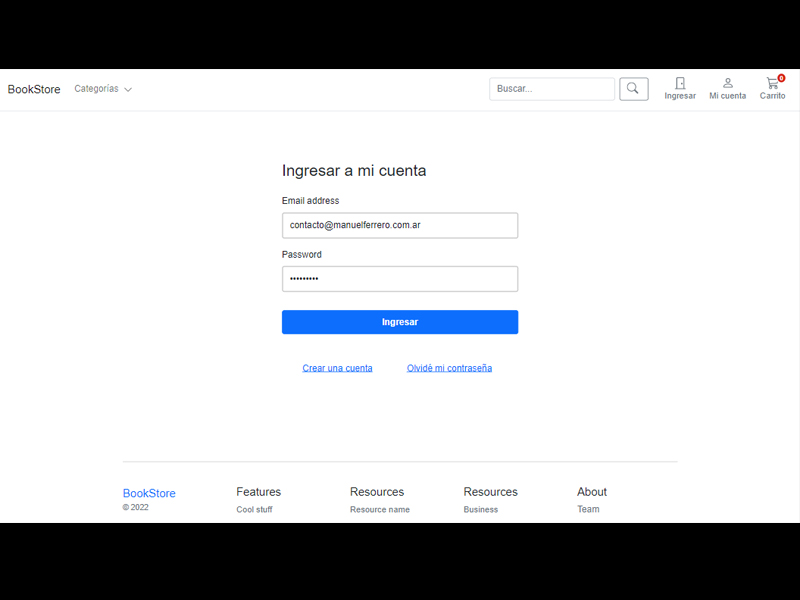 BookStore Categorías Buscar... Ingresar Mi cuenta Carrito 0
Ingresar a mi cuenta
Email address
contacto@manuelferrero.com.ar
Password
•••••••••
Ingresar
Crear una cuenta Olvidé mi contraseña
BookStore Features Resources Resources About
© 2022 Cool stuff Resource name Business Team